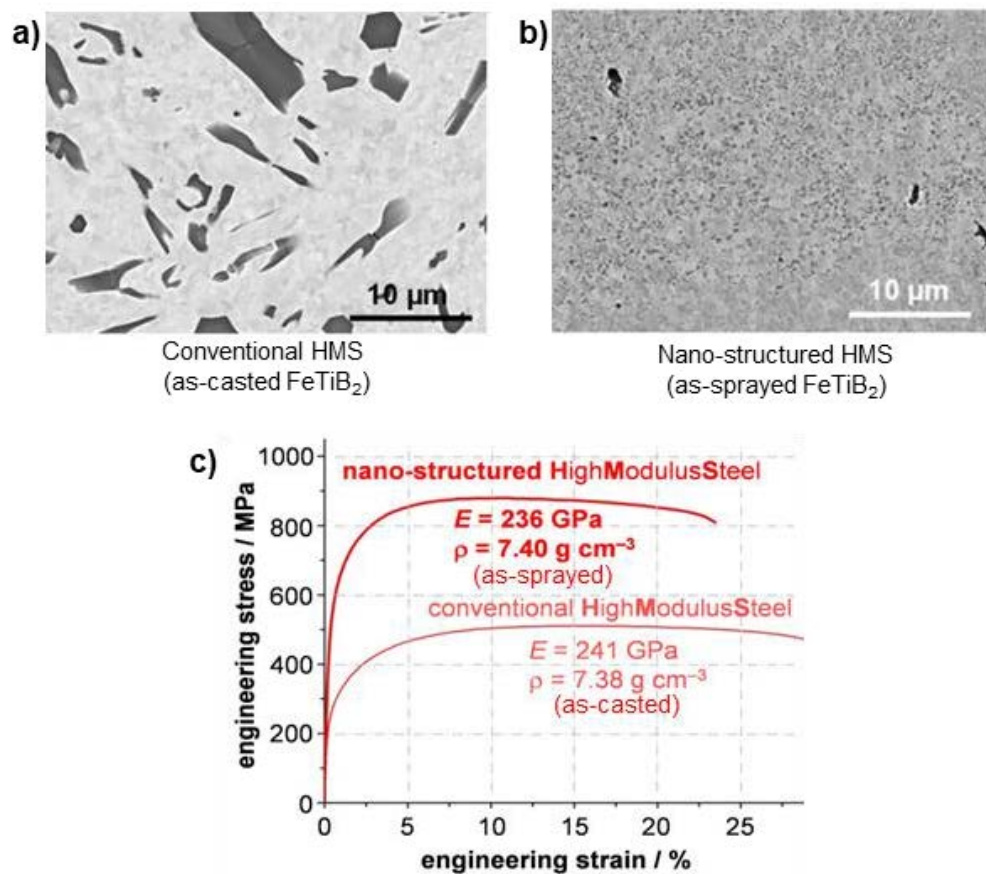 a)
10 µm
Conventional HMS
(as-casted FeTiB₂)
b)
10 µm
Nano-structured HMS
(as-sprayed FeTiB₂)
c)
engineering stress / MPa
1000
800
600
400
200
0
nano-structured HighModulusSteel
E = 236 GPa
ρ = 7.40 g cm⁻³
(as-sprayed)
conventional HighModulusSteel
E = 241 GPa
ρ = 7.38 g cm⁻³
(as-casted)
0 5 10 15 20 25
engineering strain / %